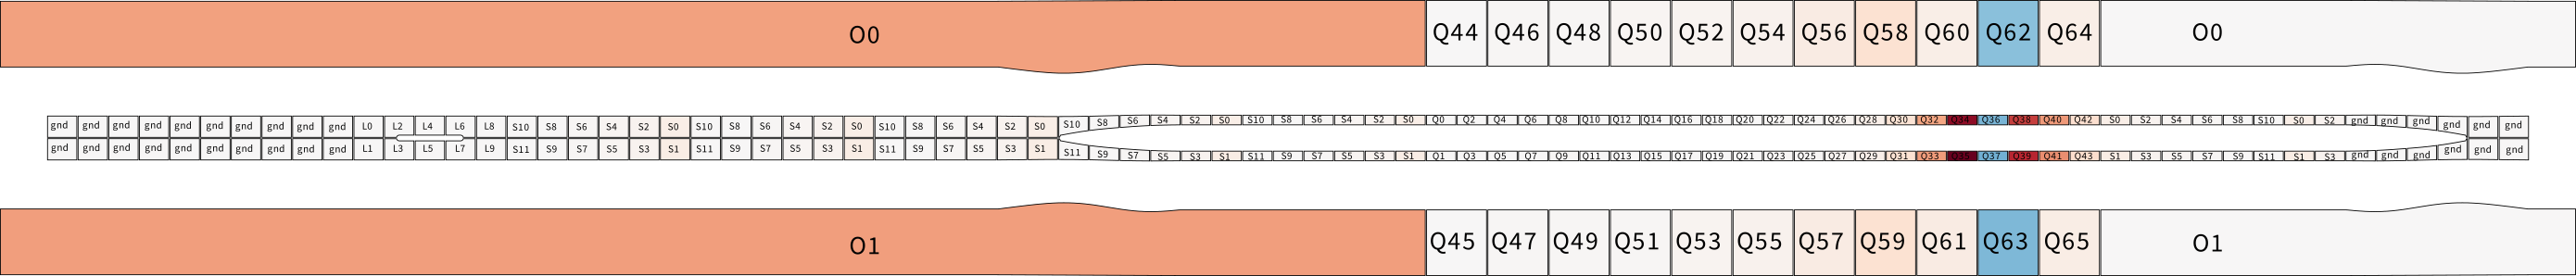 O0 Q44 Q46 Q48 Q50 Q52 Q54 Q56 Q58 Q60 Q62 Q64 O0
gnd gnd gnd gnd gnd gnd gnd gnd gnd gnd L0 L2 L4 L6 L8 S10 S8 S6 S4 S2 S0 S10 S8 S6 S4 S2 S0 S10 S8 S6 S4 S2 S0 S10 S8 S6 S4 S2 S0 S10 S8 S6 S4 S2 S0 Q0 Q2 Q4 Q6 Q8 Q10 Q12 Q14 Q16 Q18 Q20 Q22 Q24 Q26 Q28 Q30 Q32 Q34 Q36 Q38 Q40 Q42 S0 S2 S4 S6 S8 S10 S0 S2 gnd gnd gnd gnd gnd gnd
gnd gnd gnd gnd gnd gnd gnd gnd gnd gnd L1 L3 L5 L7 L9 S11 S9 S7 S5 S3 S1 S11 S9 S7 S5 S3 S1 S11 S9 S7 S5 S3 S1 S11 S9 S7 S5 S3 S1 S11 S9 S7 S5 S3 S1 Q1 Q3 Q5 Q7 Q9 Q11 Q13 Q15 Q17 Q19 Q21 Q23 Q25 Q27 Q29 Q31 Q33 Q35 Q37 Q39 Q41 Q43 S1 S3 S5 S7 S9 S11 S1 S3 gnd gnd gnd gnd gnd gnd
O1 Q45 Q47 Q49 Q51 Q53 Q55 Q57 Q59 Q61 Q63 Q65 O1